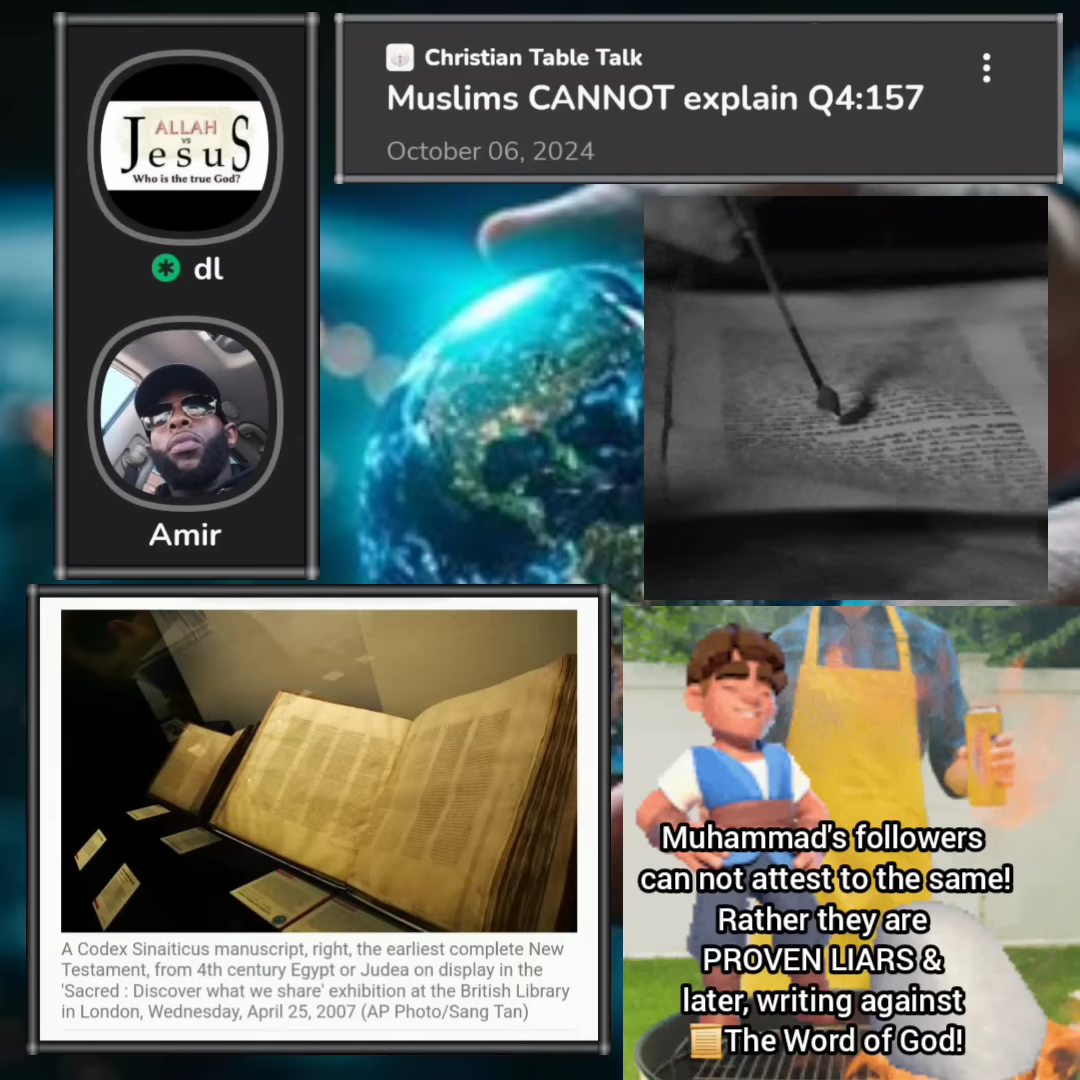 ALLAH
vs
Jesus
Who is the true God?
dl
Amir
Christian Table Talk
Muslims CANNOT explain Q4:157
October 06, 2024
A Codex Sinaiticus manuscript, right, the earliest complete New
Testament, from 4th century Egypt or Judea on display in the
'Sacred : Discover what we share' exhibition at the British Library
in London, Wednesday, April 25, 2007 (AP Photo/Sang Tan)
Muhammad's followers
can not attest to the same!
Rather they are
PROVEN LIARS &
later, writing against
The Word of God!